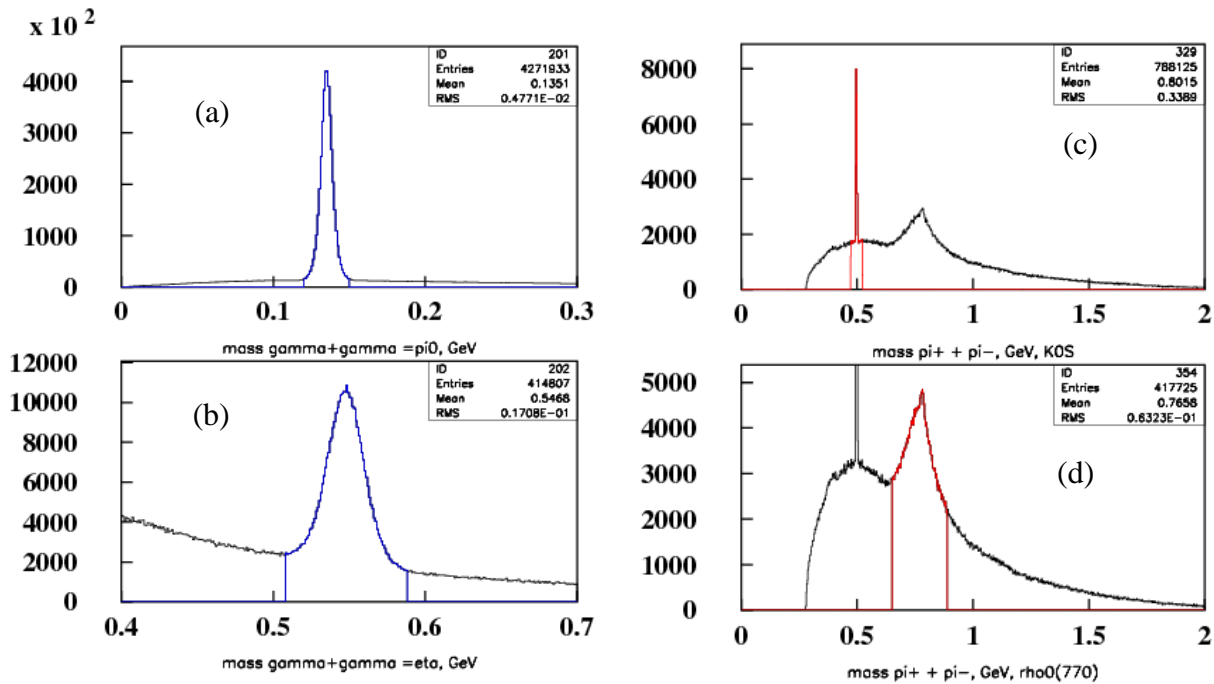 x 10 2
ID 201
Entries 4271933
Mean 0.1351
RMS 0.4771E-02
4000
(a)
3000
2000
1000
0
0 0.1 0.2 0.3
mass gamma+gamma =pi0, GeV
12000
ID 202
Entries 414807
Mean 0.5468
RMS 0.1708E-01
10000
(b)
8000
6000
4000
2000
0
0.4 0.5 0.6 0.7
mass gamma+gamma =eta, GeV
ID 329
Entries 788125
Mean 0.8015
RMS 0.3389
8000
(c)
6000
4000
2000
0
0 0.5 1 1.5 2
mass pi+ + pi-, GeV, K0S
ID 354
Entries 417725
Mean 0.7658
RMS 0.6323E-01
5000
4000
(d)
3000
2000
1000
0
0 0.5 1 1.5 2
mass pi+ + pi-, GeV, rho0(770)